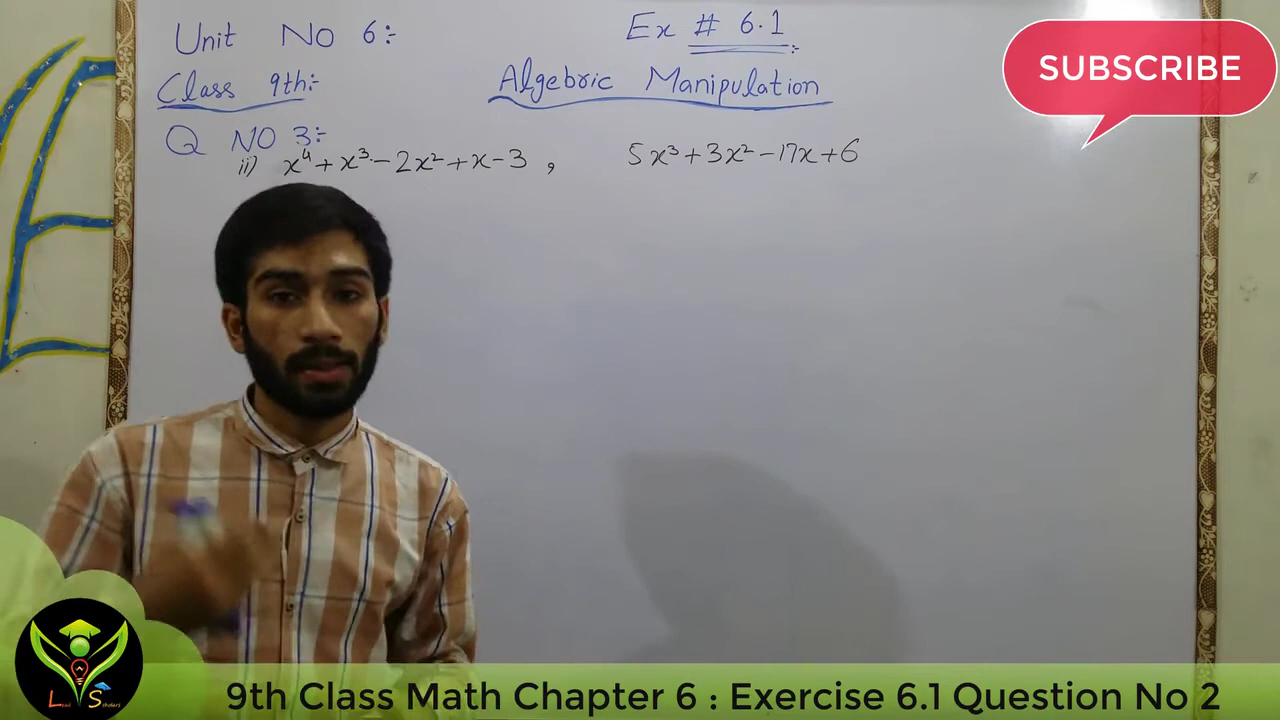 Unit No 6:-
Ex # 6.1 :-
SUBSCRIBE
Class 9th:-
Algebric Manipulation
Q NO 3:-
ii) x⁴+x³-2x²+x-3 , 5x³+3x²-17x+6
9th Class Math Chapter 6 : Exercise 6.1 Question No 2